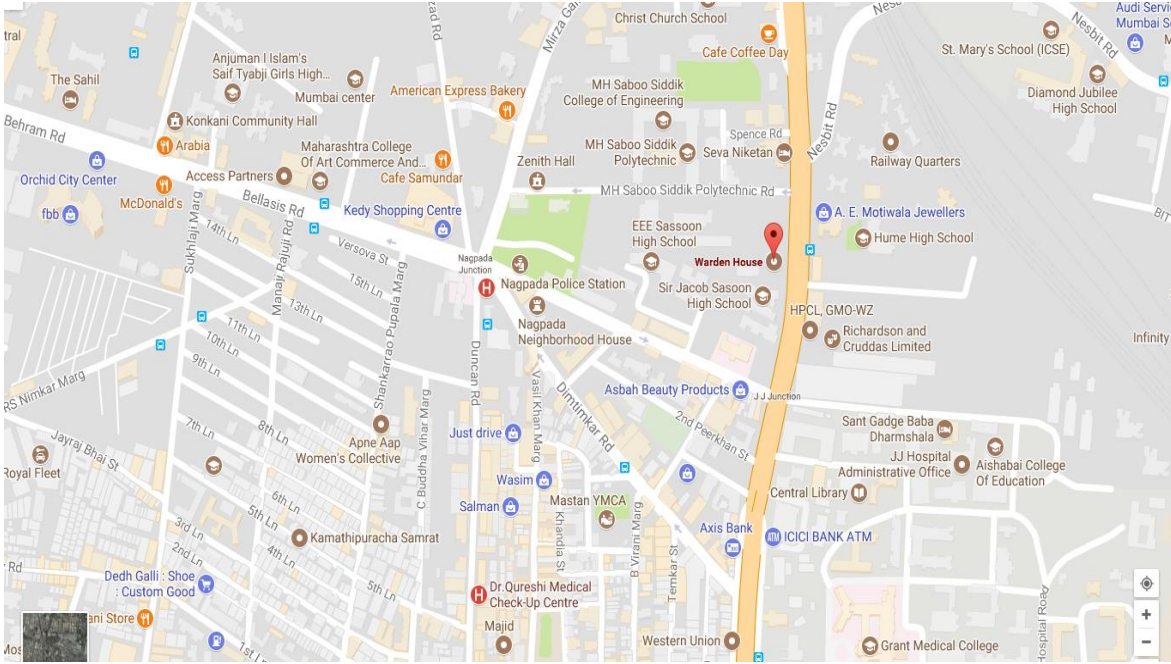 Christ Church School
Audi Servi
Mumbai S
Nesbit Rd
Mirza Ga
zad Rd
Cafe Coffee Day
St. Mary's School (ICSE)
tral
Anjuman I Islam's
Saif Tyabji Girls High...
The Sahil
Mumbai center
American Express Bakery
MH Saboo Siddik
College of Engineering
Diamond Jubilee
High School
Konkani Community Hall
Behram Rd
Arabia
Maharashtra College
Of Art Commerce And...
Cafe Samundar
Zenith Hall
MH Saboo Siddik
Polytechnic
Spence Rd
Seva Niketan
Nesbit Rd
Railway Quarters
Orchid City Center
Access Partners
McDonald's
Bellasis Rd
MH Saboo Siddik Polytechnic Rd
fbb
Kedy Shopping Centre
A. E. Motiwala Jewellers
BIT
Sukhlaji Marg
14th Ln
Versova St
EEE Sassoon
High School
Hume High School
Manaji Rajuji Rd
Nagpada
Junction
Warden House
15th Ln
Nagpada Police Station
Sir Jacob Sasoon
High School
Shankarrao Pupala Marg
13th Ln
Nagpada
Neighborhood House
HPCL, GMO-WZ
11th Ln
10th Ln
Richardson and
Cruddas Limited
Infinity
9th Ln
Duncan Rd
RS Nimkar Marg
Asbah Beauty Products
J J Junction
Vasil Khan Marg
Dimtimkar Rd
C Buddha Vihar Marg
7th Ln
8th Ln
2nd Peerkhan St
Sant Gadge Baba
Dharmshala
Jayraj Bhai St
Apne Aap
Women's Collective
Just drive
JJ Hospital
Administrative Office
Aishabai College
Of Education
Royal Fleet
Wasim
6th Ln
Salman
Mastan YMCA
Central Library
5th Ln
3rd Ln
Kamathipuracha Samrat
Khandia St
B Virani Marg
Axis Bank
ATM
ICICI BANK ATM
2nd Ln
4th Ln
Temkar St
Rd
Dedh Galli : Shoe
: Custom Good
5th Ln
H
Dr.Qureshi Medical
Check-Up Centre
ani Store
Majid
Western Union
Grant Medical College
Hospital Road
Mos
1st Ln